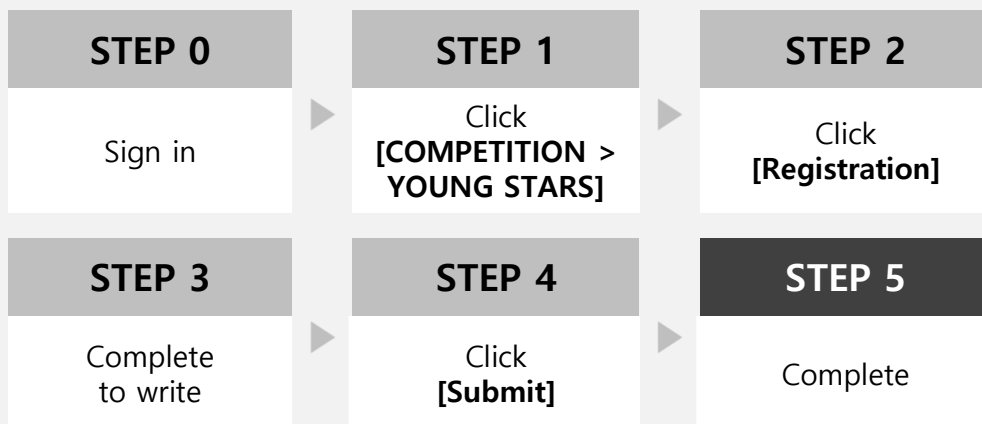 STEP 0
Sign in
STEP 1
Click
[COMPETITION >
YOUNG STARS]
STEP 2
Click
[Registration]
STEP 3
Complete
to write
STEP 4
Click
[Submit]
STEP 5
Complete